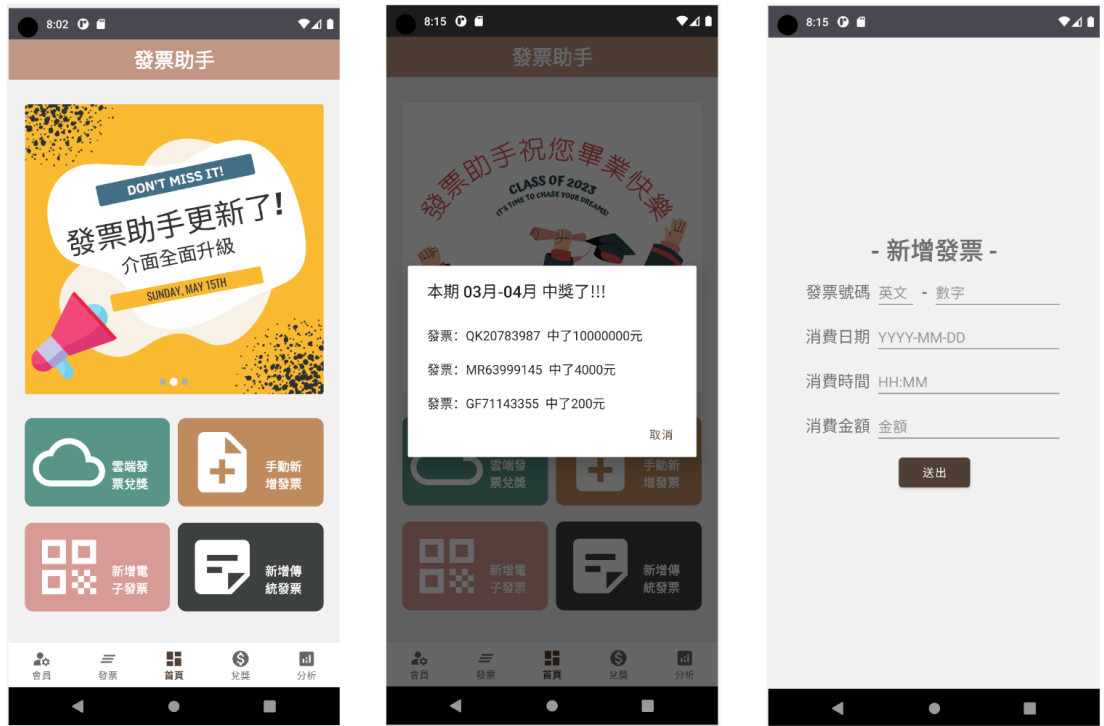 8:02
發票助手
DON'T MISS IT!
發票助手更新了!
介面全面升級
SUNDAY, MAY 15TH
雲端發
票兌獎
手動新
增發票
新增電
子發票
新增傳
統發票
會員
發票
首頁
兌獎
分析
8:15
發票助手
發票助手祝您畢業快樂
CLASS OF 2023
IT'S TIME TO CHASE YOUR DREAMS!
本期 03月-04月 中獎了!!!
發票：QK20783987 中了10000000元
發票：MR63999145 中了4000元
發票：GF71143355 中了200元
取消
雲端發
票兌獎
手動新
增發票
新增電
子發票
新增傳
統發票
會員
發票
首頁
兌獎
分析
8:15
- 新增發票 -
發票號碼 英文 - 數字
消費日期 YYYY-MM-DD
消費時間 HH:MM
消費金額 金額
送出